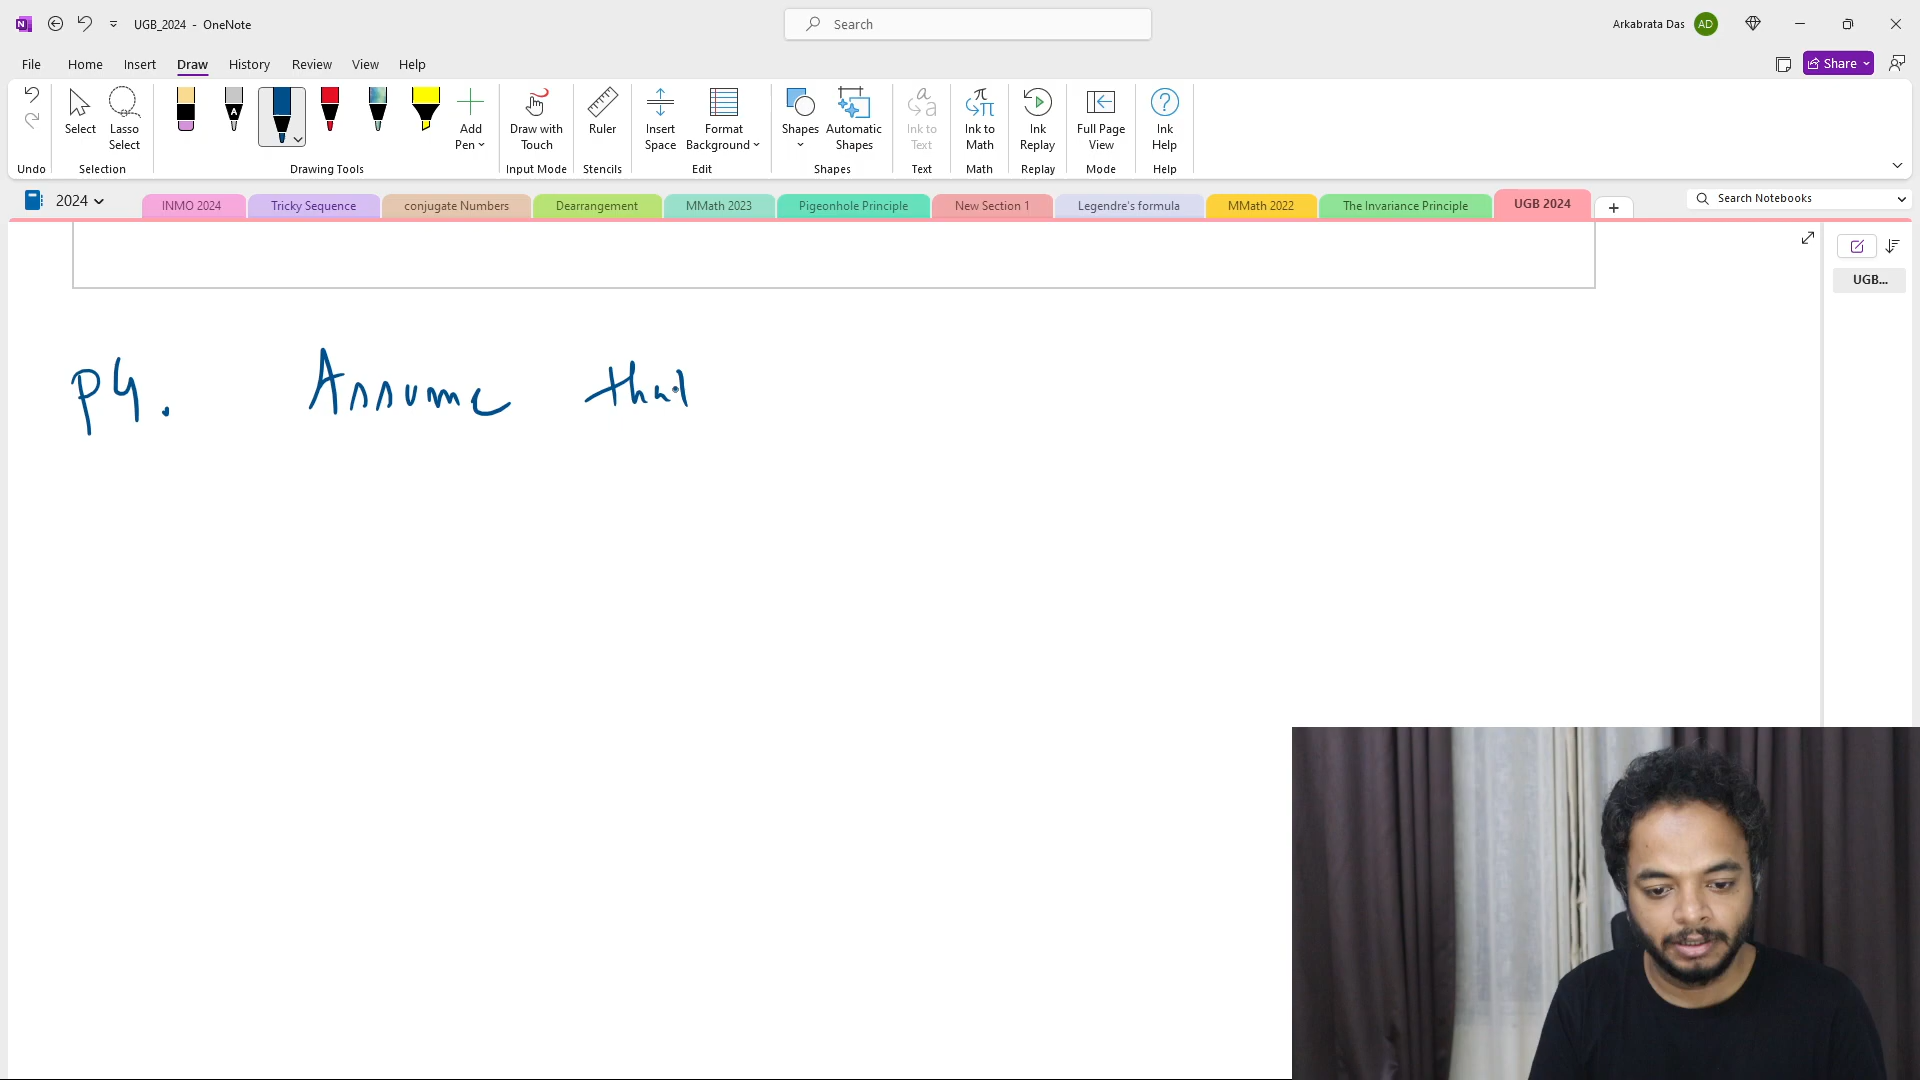 UGB_2024 - OneNote
Search
Arkabrata Das AD
File Home Insert Draw History Review View Help
Share
Select
Lasso Select
A
Add Pen
Draw with Touch
Ruler
Insert Space
Format Background
Shapes
Automatic Shapes
Ink to Text
Ink to Math
Ink Replay
Full Page View
Ink Help
Undo Selection Drawing Tools Input Mode Stencils Edit Shapes Text Math Replay Mode Help
2024 INMO 2024 Tricky Sequence conjugate Numbers Dearrangement MMath 2023 Pigeonhole Principle New Section 1 Legendre's formula MMath 2022 The Invariance Principle UGB 2024 +
Search Notebooks
UGB...
P4. Assume that